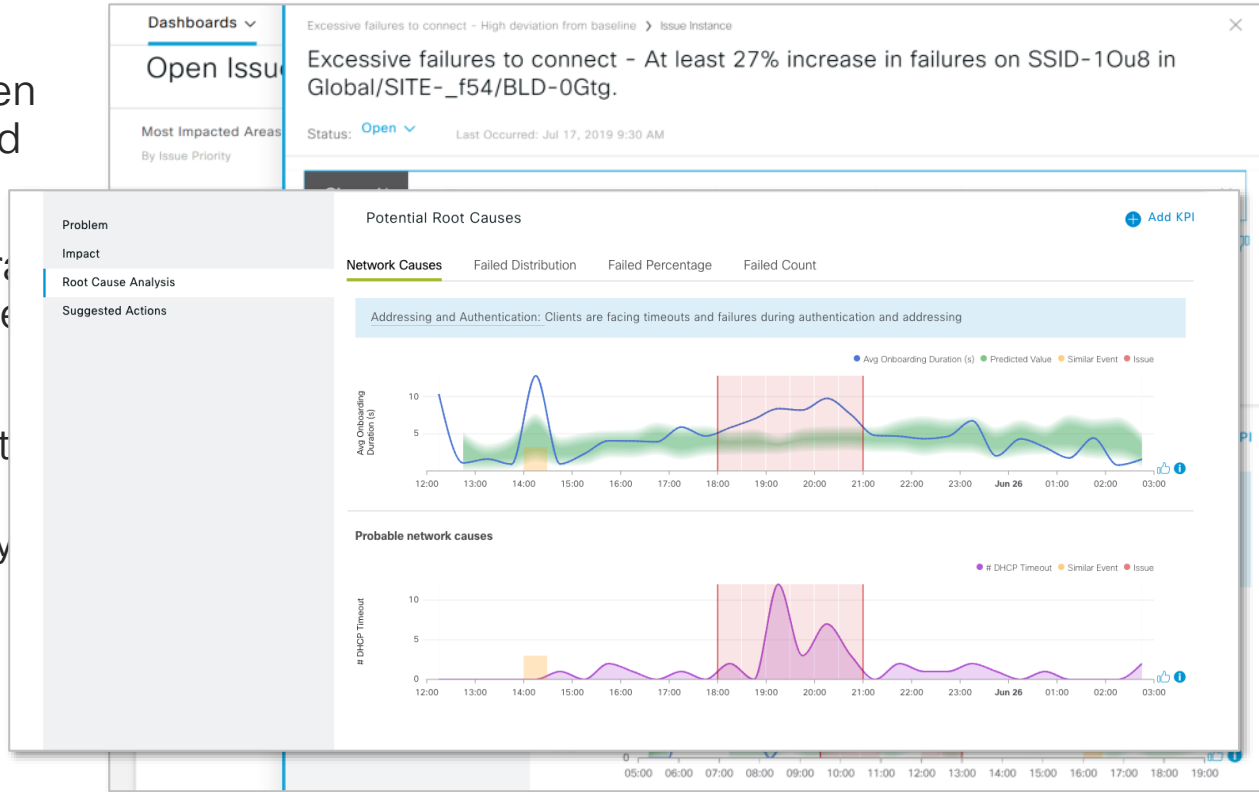 Dashboards
Excessive failures to connect - High deviation from baseline > Issue Instance
Excessive failures to connect - At least 27% increase in failures on SSID-1Ou8 in
Global/SITE-_f54/BLD-0Gtg.
Status: Open
Last Occurred: Jul 17, 2019 9:30 AM
Open Issu
Most Impacted Areas
By Issue Priority
en
d
Problem
Impact
Root Cause Analysis
Suggested Actions
Potential Root Causes
Add KPI
Network Causes Failed Distribution Failed Percentage Failed Count
Addressing and Authentication: Clients are facing timeouts and failures during authentication and addressing
Avg Onboarding Duration (s) Predicted Value Similar Event Issue
Avg Onboarding
Duration (s)
10
5
12:00 13:00 14:00 15:00 16:00 17:00 18:00 19:00 20:00 21:00 22:00 23:00 Jun 26 01:00 02:00 03:00
Probable network causes
# DHCP Timeout Similar Event Issue
# DHCP Timeout
10
5
0
12:00 13:00 14:00 15:00 16:00 17:00 18:00 19:00 20:00 21:00 22:00 23:00 Jun 26 01:00 02:00 03:00
PI
t
y
0
05:00 06:00 07:00 08:00 09:00 10:00 11:00 12:00 13:00 14:00 15:00 16:00 17:00 18:00 19:00